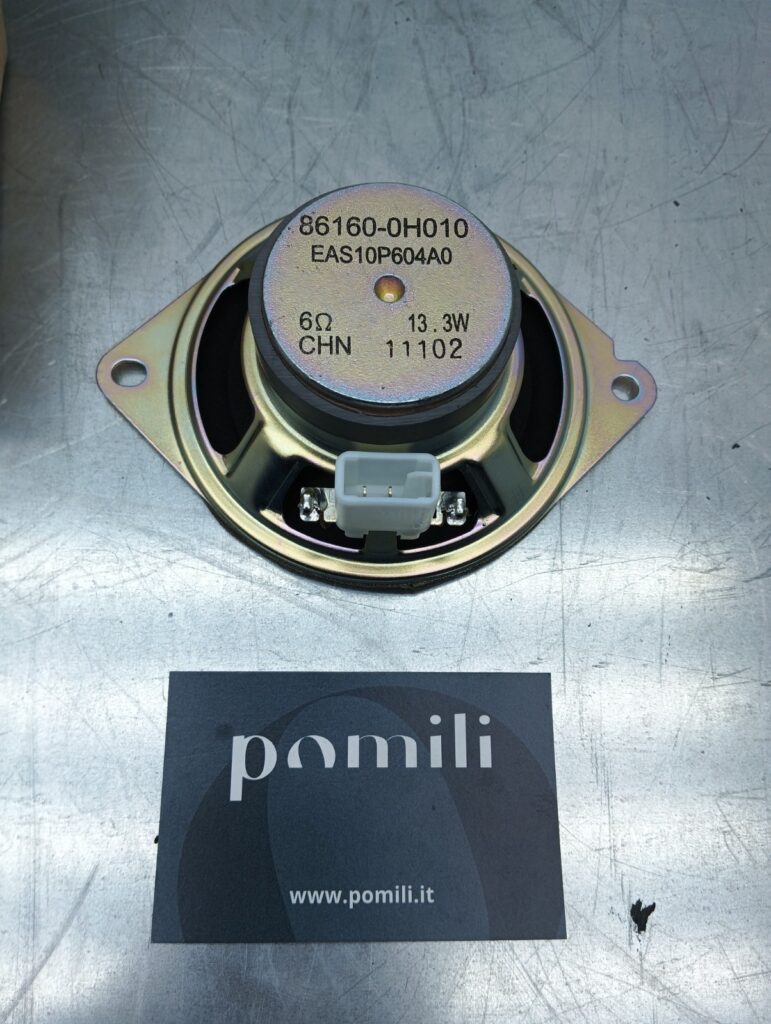 86160-0H010
EAS10P604A0
6Ω 13.3W
CHN 11102
pomili
www.pomili.it